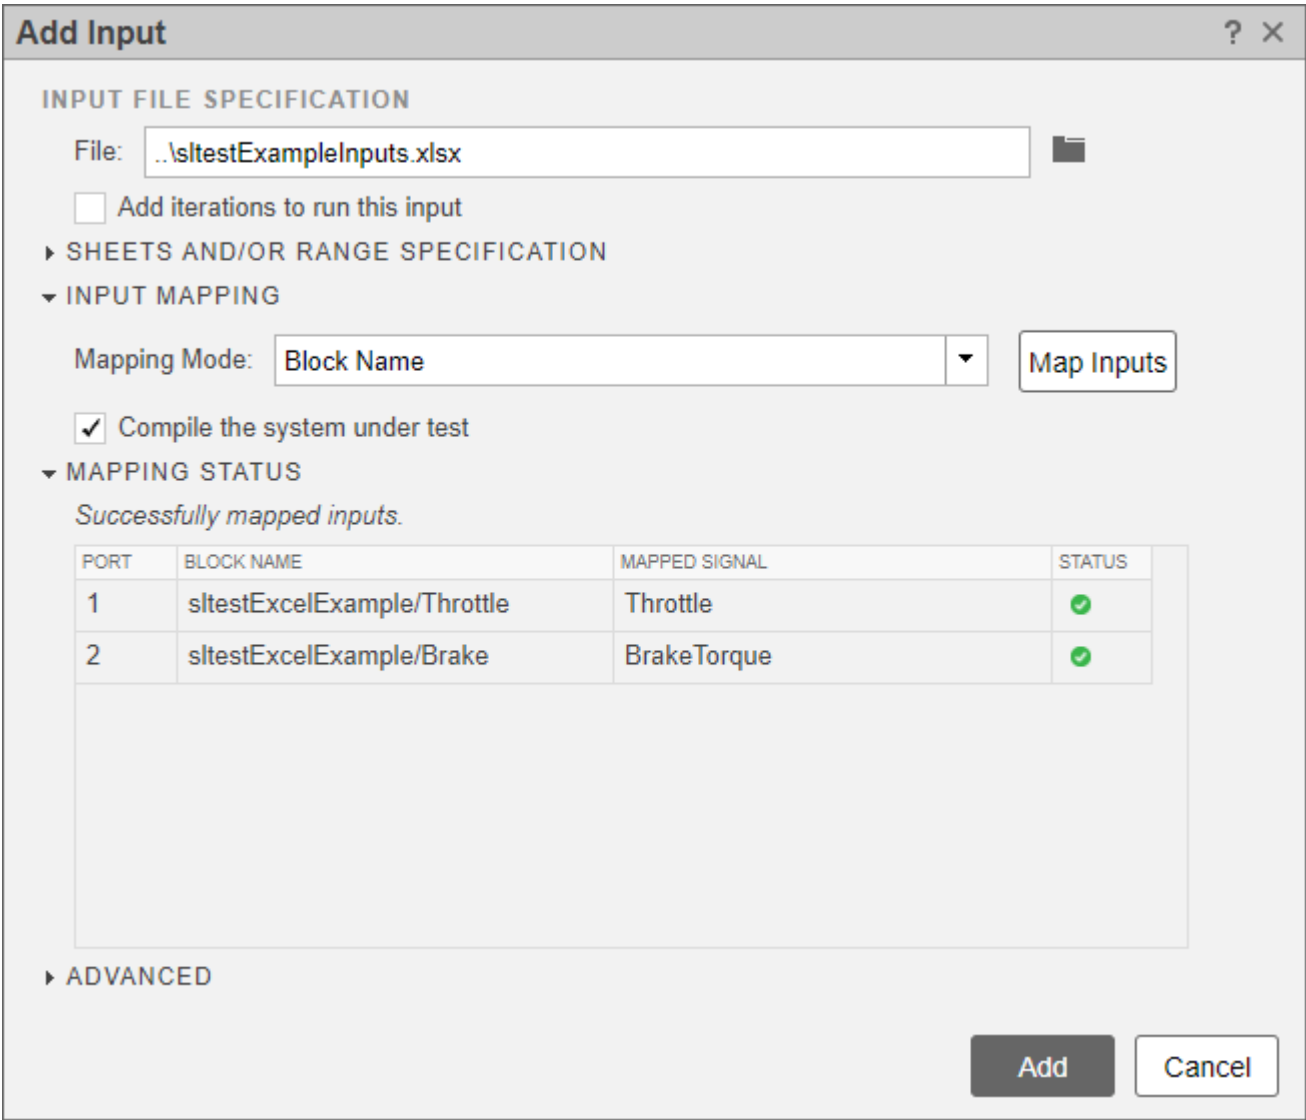 Add Input ? ×
INPUT FILE SPECIFICATION
File: ..\sltestExampleInputs.xlsx
Add iterations to run this input
SHEETS AND/OR RANGE SPECIFICATION
INPUT MAPPING
Mapping Mode: Block Name Map Inputs
Compile the system under test
MAPPING STATUS
Successfully mapped inputs.
PORT BLOCK NAME MAPPED SIGNAL STATUS
1 sltestExcelExample/Throttle Throttle
2 sltestExcelExample/Brake BrakeTorque
ADVANCED
Add Cancel